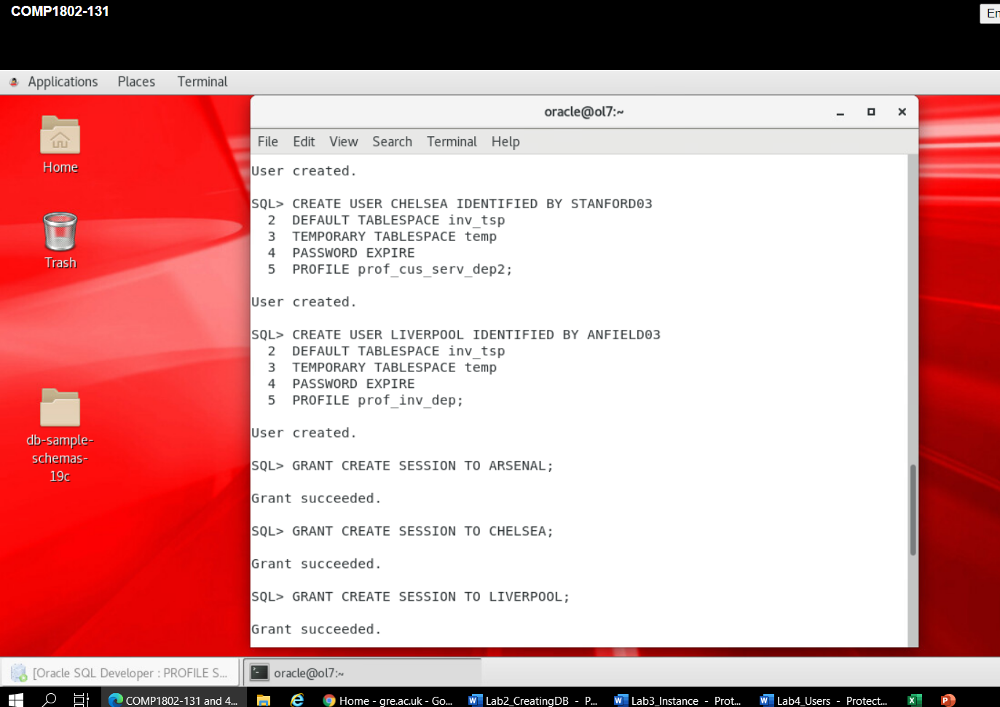 COMP1802-131
En
Applications Places Terminal
oracle@ol7:~
File Edit View Search Terminal Help
Home
Trash
db-sample-
schemas-
19c
User created.
SQL> CREATE USER CHELSEA IDENTIFIED BY STANFORD03
2 DEFAULT TABLESPACE inv_tsp
3 TEMPORARY TABLESPACE temp
4 PASSWORD EXPIRE
5 PROFILE prof_cus_serv_dep2;
User created.
SQL> CREATE USER LIVERPOOL IDENTIFIED BY ANFIELD03
2 DEFAULT TABLESPACE inv_tsp
3 TEMPORARY TABLESPACE temp
4 PASSWORD EXPIRE
5 PROFILE prof_inv_dep;
User created.
SQL> GRANT CREATE SESSION TO ARSENAL;
Grant succeeded.
SQL> GRANT CREATE SESSION TO CHELSEA;
Grant succeeded.
SQL> GRANT CREATE SESSION TO LIVERPOOL;
Grant succeeded.
[Oracle SQL Developer : PROFILE S... oracle@ol7:~
COMP1802-131 and 4... Home - gre.ac.uk - Go... Lab2_CreatingDB - P... Lab3_Instance - Prot... Lab4_Users - Protect...